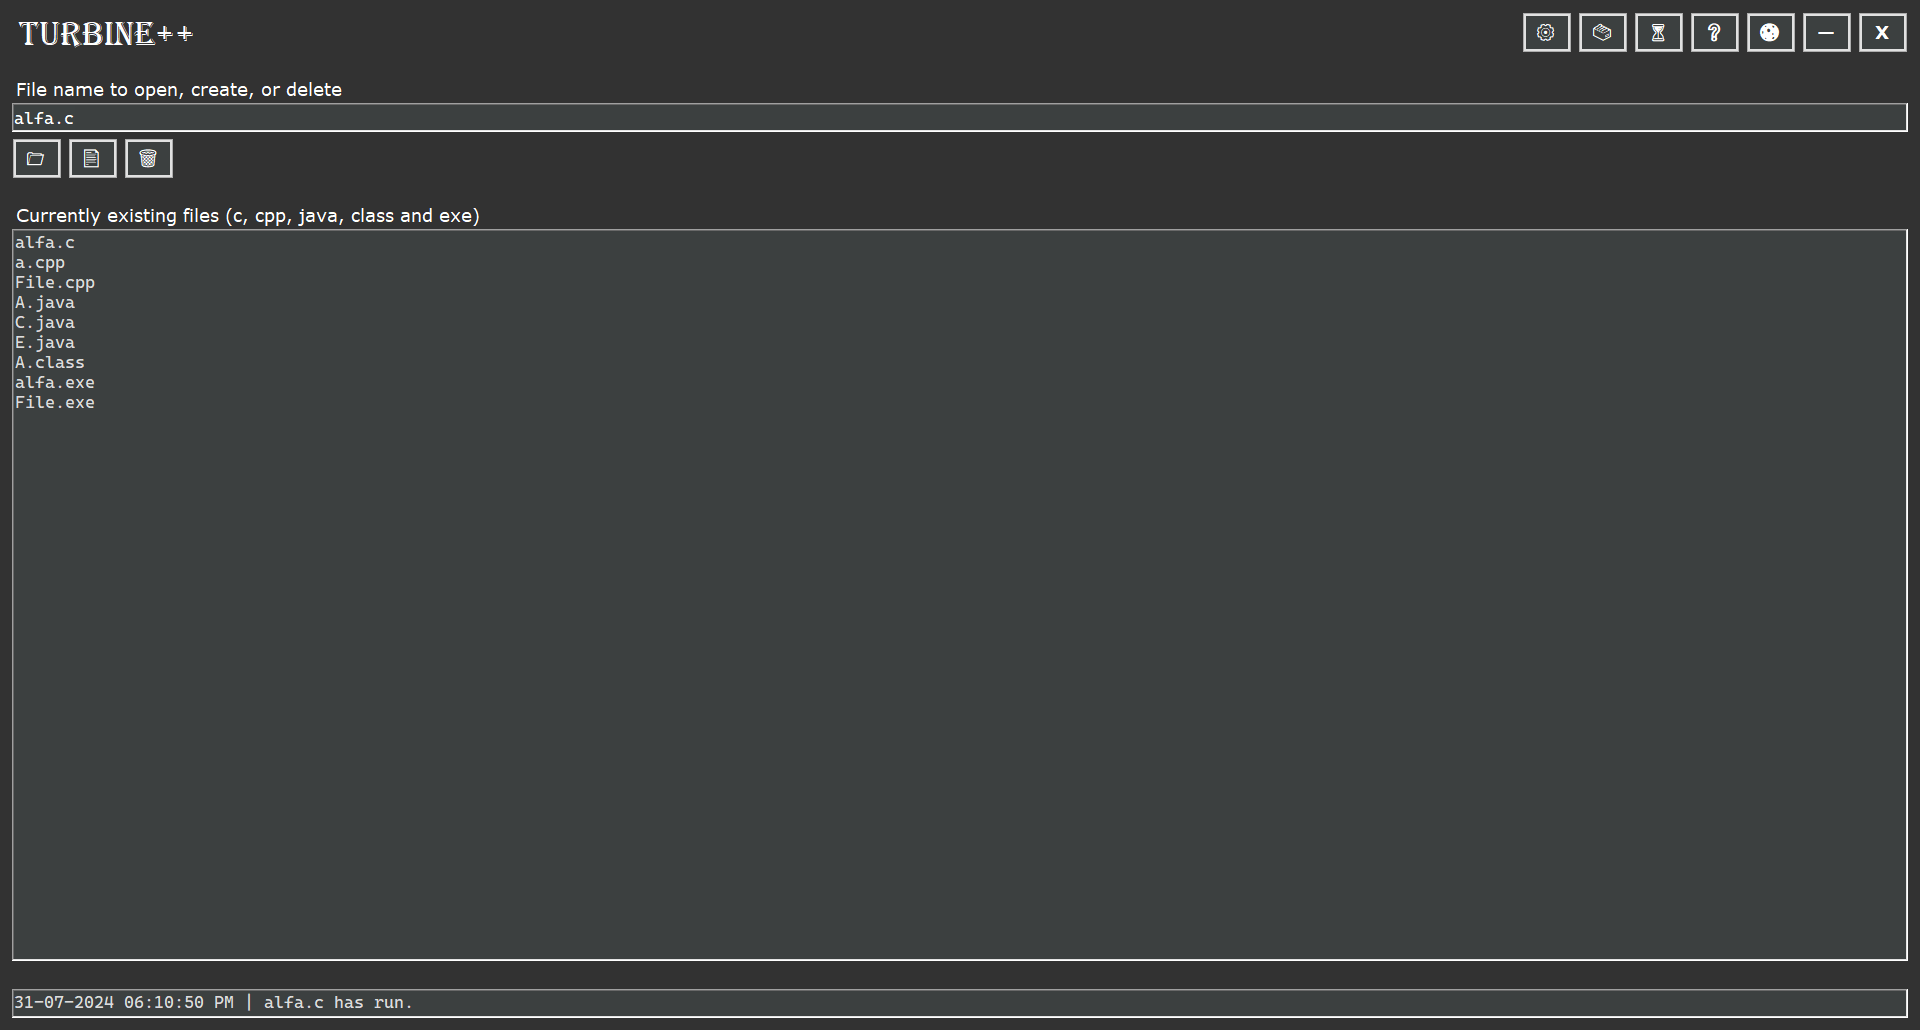 TURBINE++
? — X
File name to open, create, or delete
alfa.c
Currently existing files (c, cpp, java, class and exe)
alfa.c
a.cpp
File.cpp
A.java
C.java
E.java
A.class
alfa.exe
File.exe
31-07-2024 06:10:50 PM | alfa.c has run.